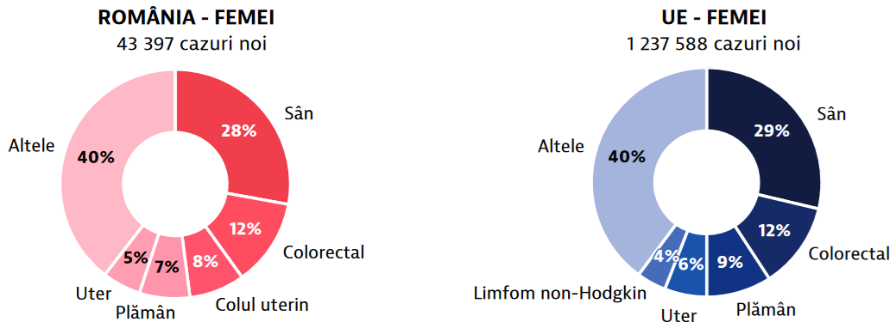 ROMÂNIA - FEMEI
43 397 cazuri noi
Sân
28%
Altele
40%
12%
Colorectal
5%
7%
8%
Uter
Plămân
Colul uterin
UE - FEMEI
1 237 588 cazuri noi
Sân
29%
Altele
40%
12%
Colorectal
4%
6%
9%
Limfom non-Hodgkin
Uter
Plămân